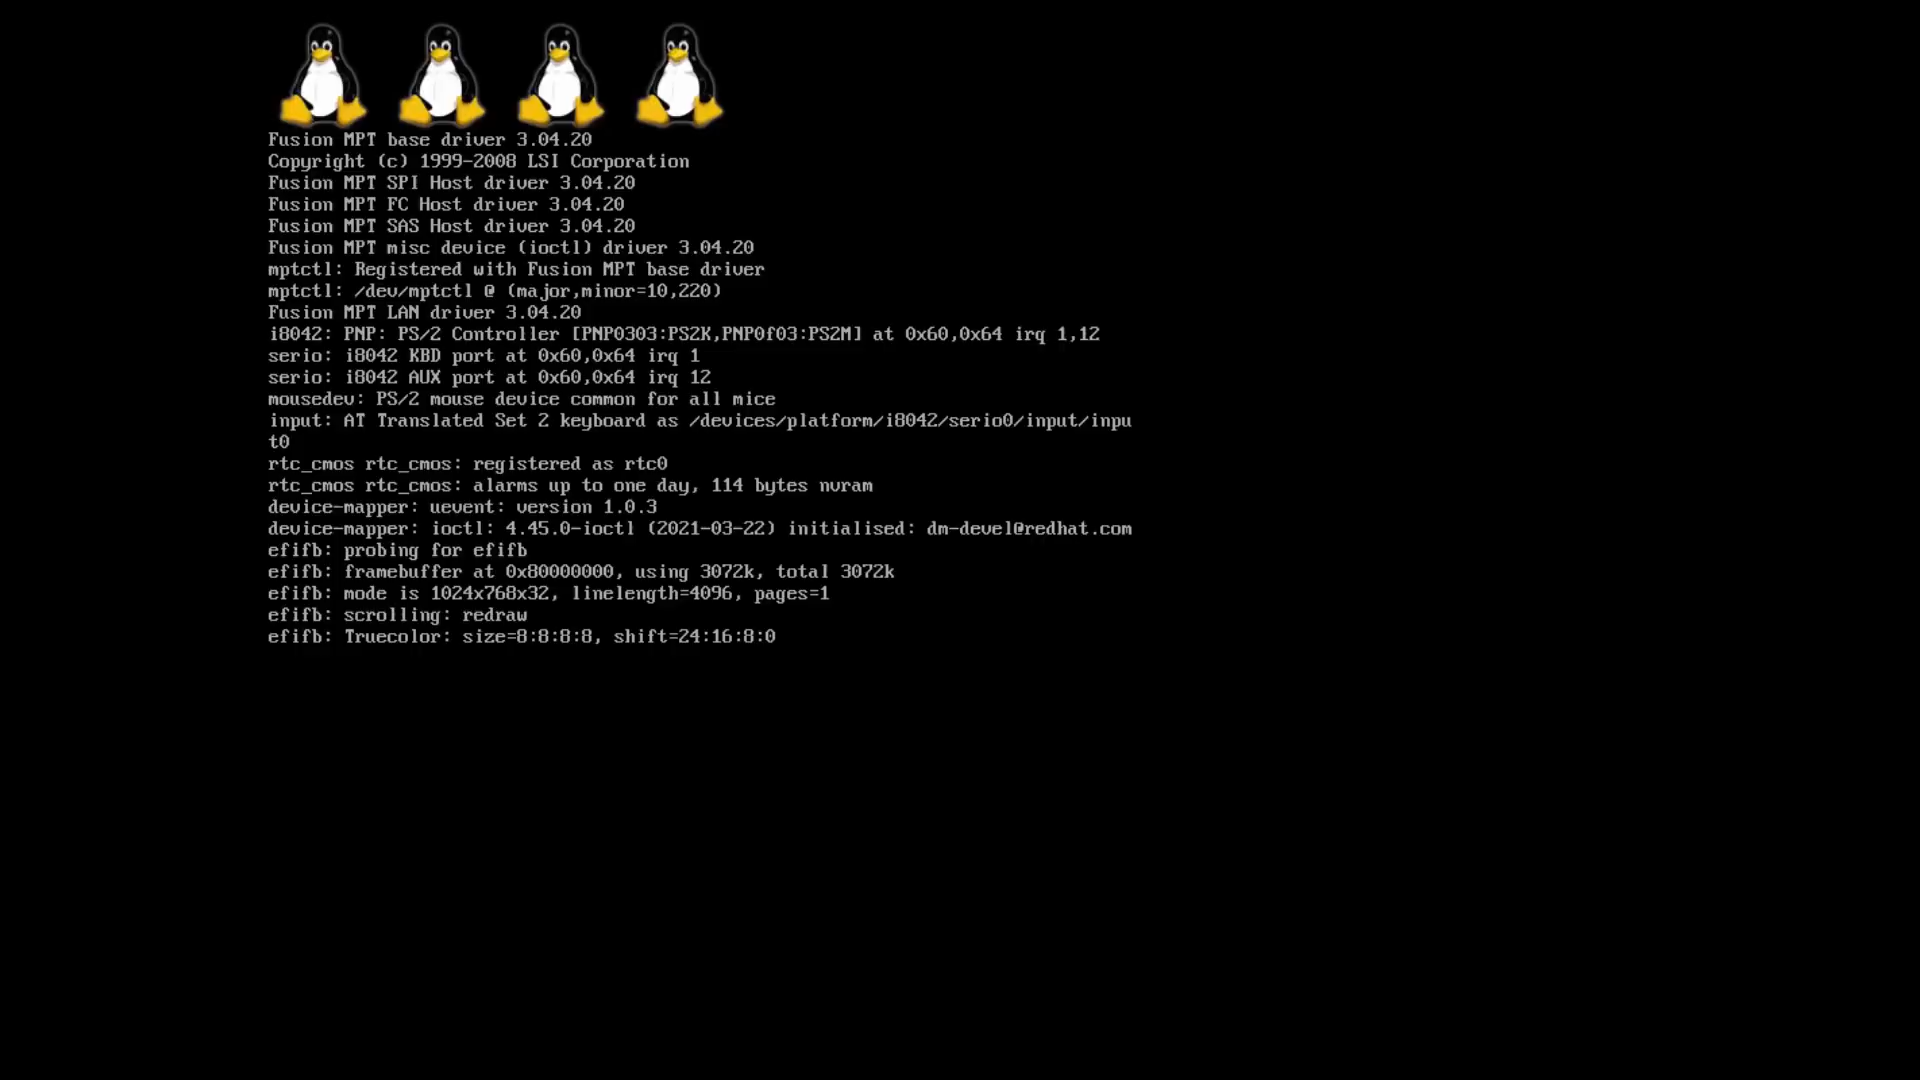 Fusion MPT base driver 3.04.20
Copyright (c) 1999-2008 LSI Corporation
Fusion MPT SPI Host driver 3.04.20
Fusion MPT FC Host driver 3.04.20
Fusion MPT SAS Host driver 3.04.20
Fusion MPT misc device (ioctl) driver 3.04.20
mptctl: Registered with Fusion MPT base driver
mptctl: /dev/mptctl @ (major,minor=10,220)
Fusion MPT LAN driver 3.04.20
i8042: PNP: PS/2 Controller [PNP0303:PS2K,PNP0f03:PS2M] at 0x60,0x64 irq 1,12
serio: i8042 KBD port at 0x60,0x64 irq 1
serio: i8042 AUX port at 0x60,0x64 irq 12
mousedev: PS/2 mouse device common for all mice
input: AT Translated Set 2 keyboard as /devices/platform/i8042/serio0/input/inpu
t0
rtc_cmos rtc_cmos: registered as rtc0
rtc_cmos rtc_cmos: alarms up to one day, 114 bytes nvram
device-mapper: uevent: version 1.0.3
device-mapper: ioctl: 4.45.0-ioctl (2021-03-22) initialised: dm-devel@redhat.com
efifb: probing for efifb
efifb: framebuffer at 0x80000000, using 3072k, total 3072k
efifb: mode is 1024x768x32, linelength=4096, pages=1
efifb: scrolling: redraw
efifb: Truecolor: size=8:8:8:8, shift=24:16:8:0